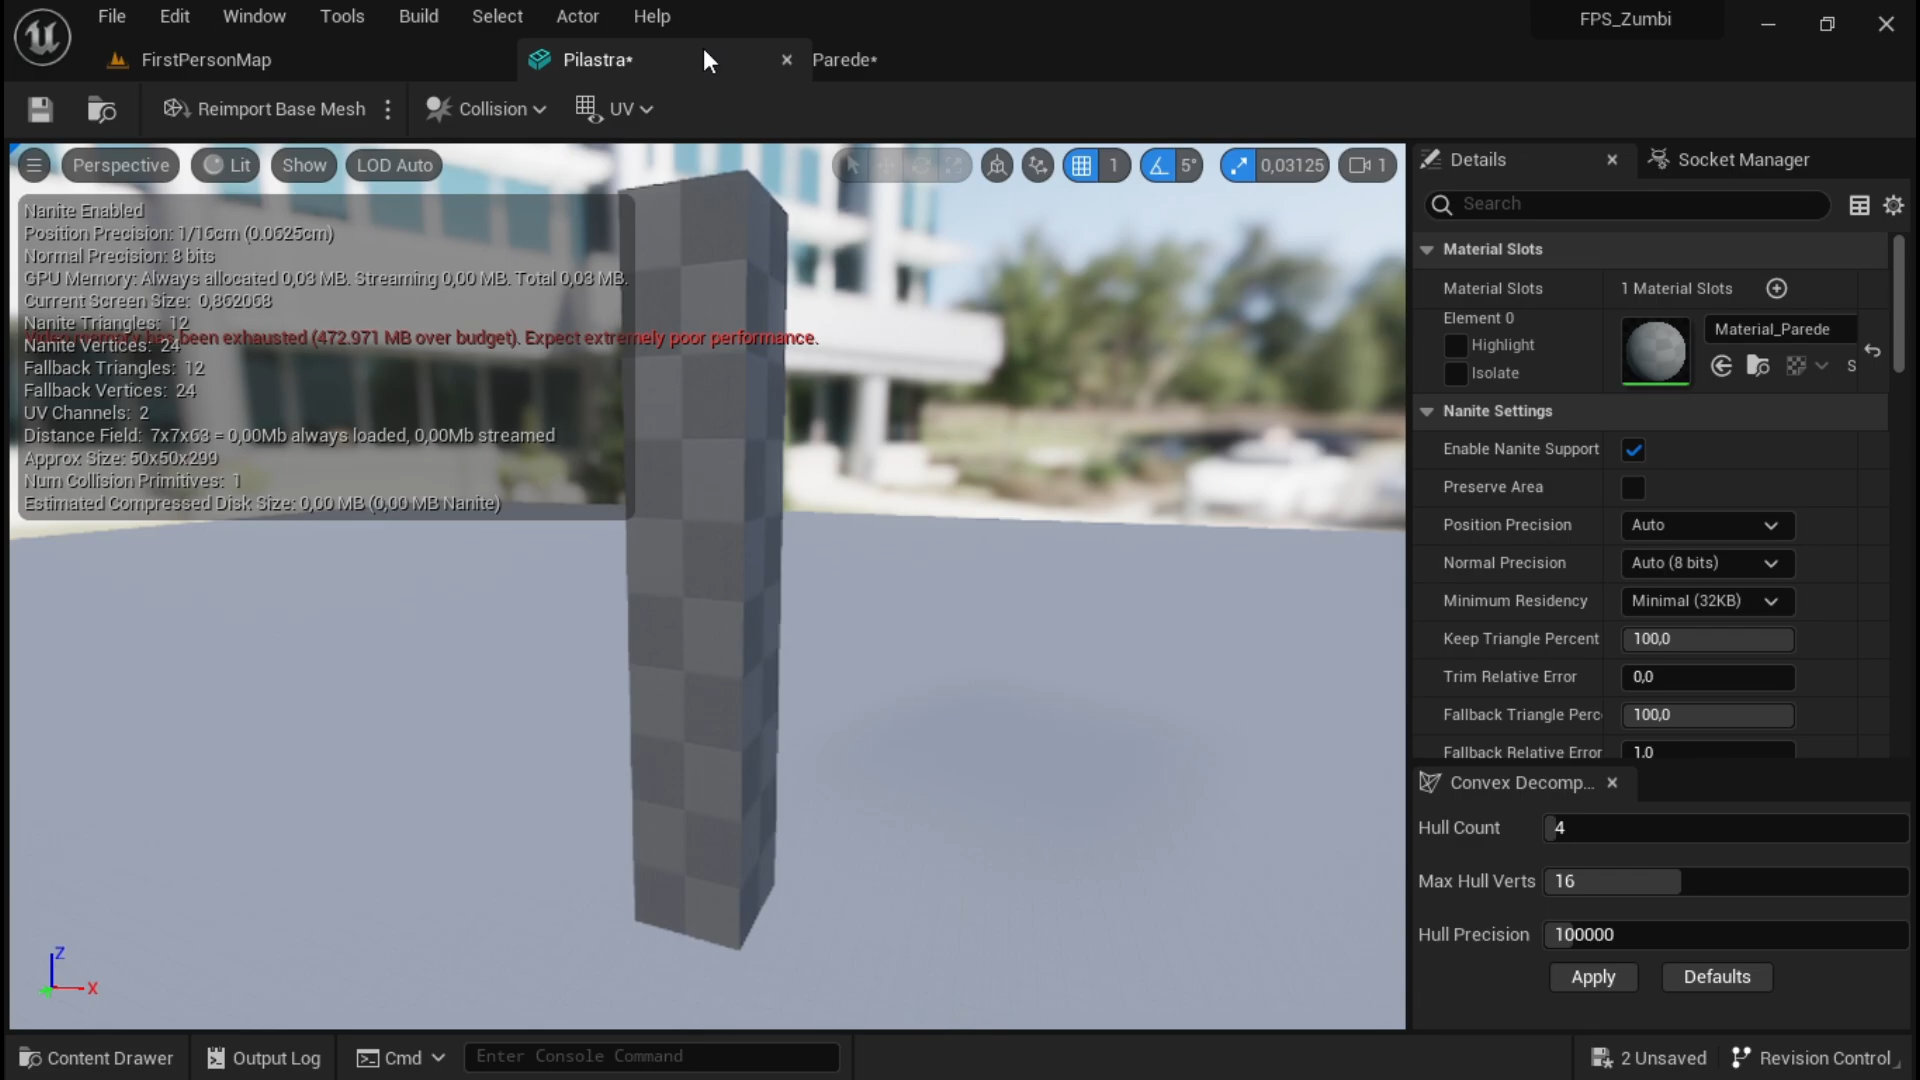 File Edit Window Tools Build Select Actor Help
FPS_Zumbi
FirstPersonMap
Pilastra*
Parede*
Reimport Base Mesh
Collision
UV
Perspective
Lit
Show
LOD Auto
1
5°
0,03125
1
Nanite Enabled
Position Precision: 1/16cm (0.0625cm)
Normal Precision: 8 bits
GPU Memory: Always allocated 0,03 MB. Streaming 0,00 MB. Total 0,03 MB.
Current Screen Size: 0,862068
Nanite Triangles: 12
been exhausted (472.971 MB over budget). Expect extremely poor performance.
Nanite Vertices: 24
Fallback Triangles: 12
Fallback Vertices: 24
UV Channels: 2
Distance Field: 7x7x63 = 0,00Mb always loaded, 0,00Mb streamed
Approx Size: 50x50x299
Num Collision Primitives: 1
Estimated Compressed Disk Size: 0,00 MB (0,00 MB Nanite)
Z
X
Details
Socket Manager
Search
Material Slots
Material Slots
1 Material Slots
Element 0
Highlight
Isolate
Material_Parede
S
Nanite Settings
Enable Nanite Support
Preserve Area
Position Precision
Auto
Normal Precision
Auto (8 bits)
Minimum Residency
Minimal (32KB)
Keep Triangle Percent
100,0
Trim Relative Error
0,0
Fallback Triangle Perc
100,0
Fallback Relative Error
1,0
Convex Decomp...
Hull Count
4
Max Hull Verts
16
Hull Precision
100000
Apply
Defaults
Content Drawer
Output Log
Cmd
Enter Console Command
2 Unsaved
Revision Control